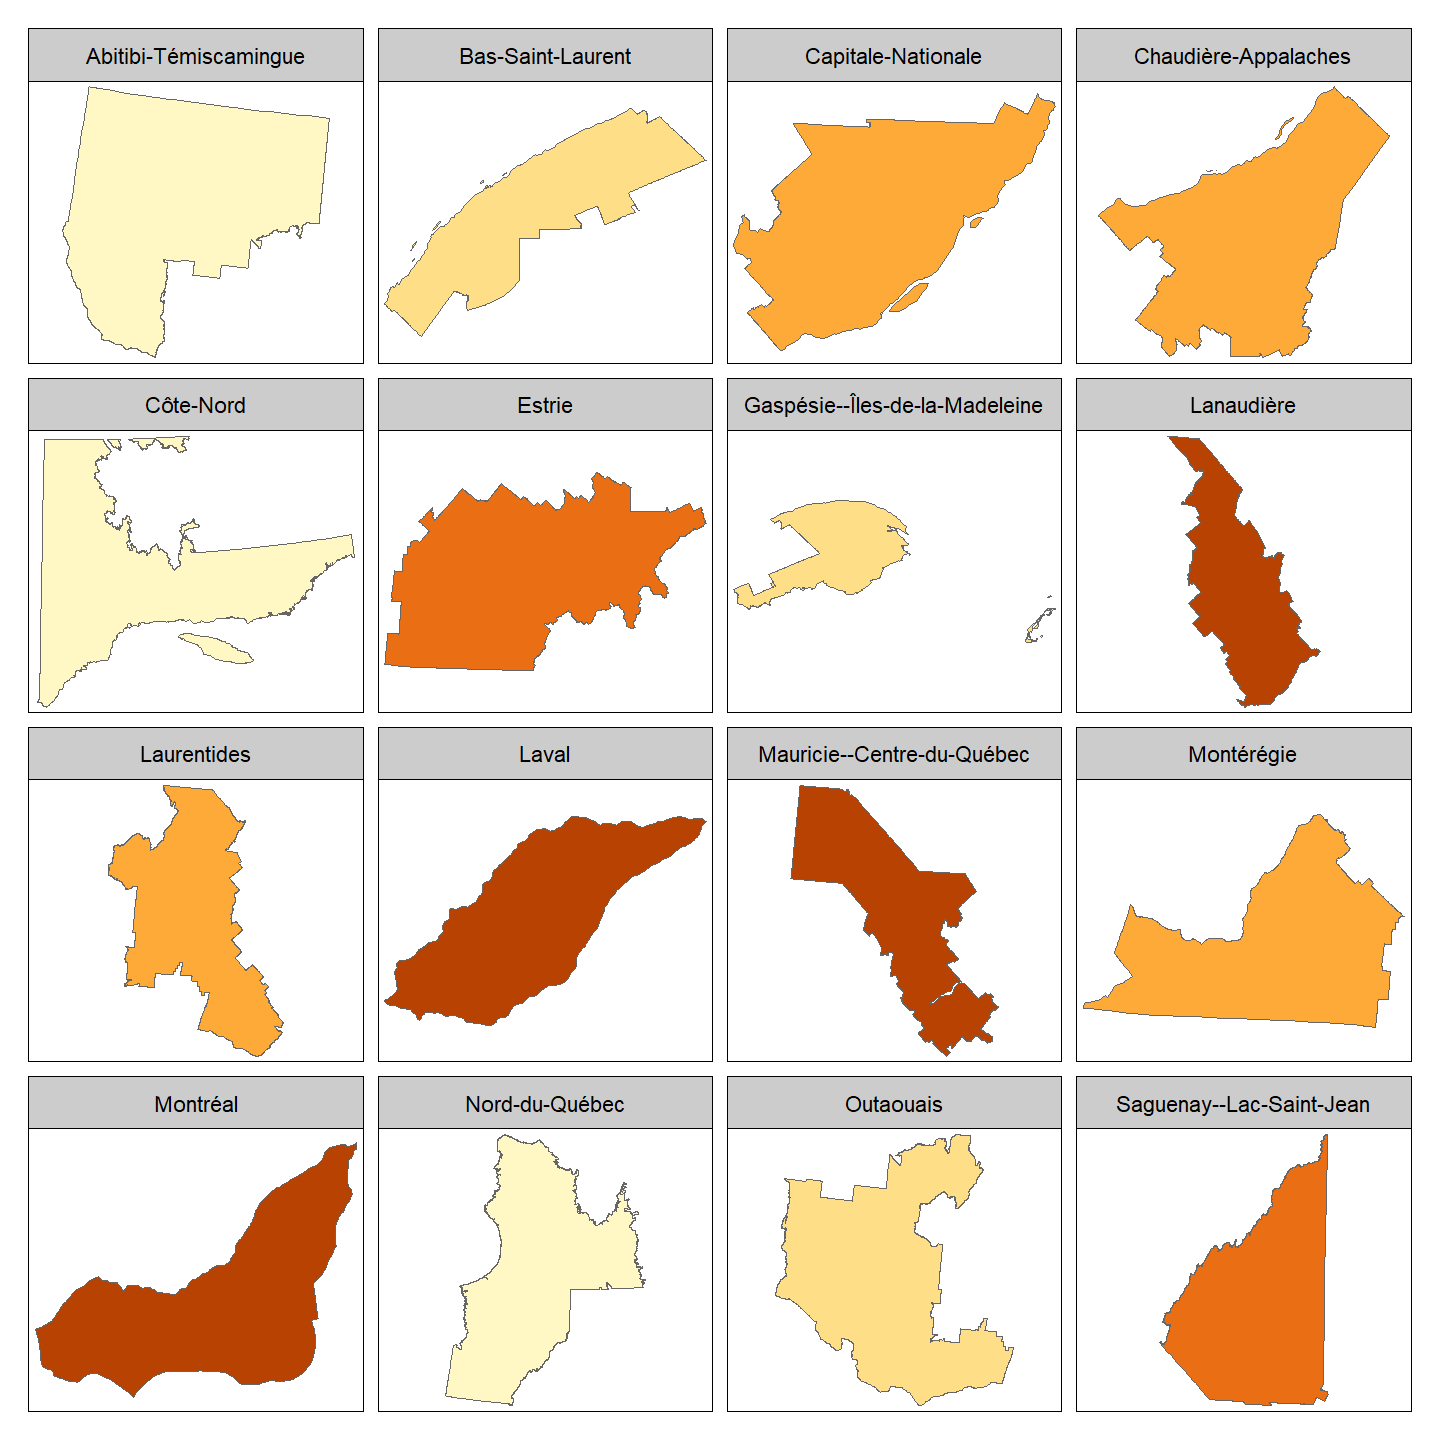 Abitibi-Témiscamingue
Bas-Saint-Laurent
Capitale-Nationale
Chaudière-Appalaches
Côte-Nord
Estrie
Gaspésie--Îles-de-la-Madeleine
Lanaudière
Laurentides
Laval
Mauricie--Centre-du-Québec
Montérégie
Montréal
Nord-du-Québec
Outaouais
Saguenay--Lac-Saint-Jean